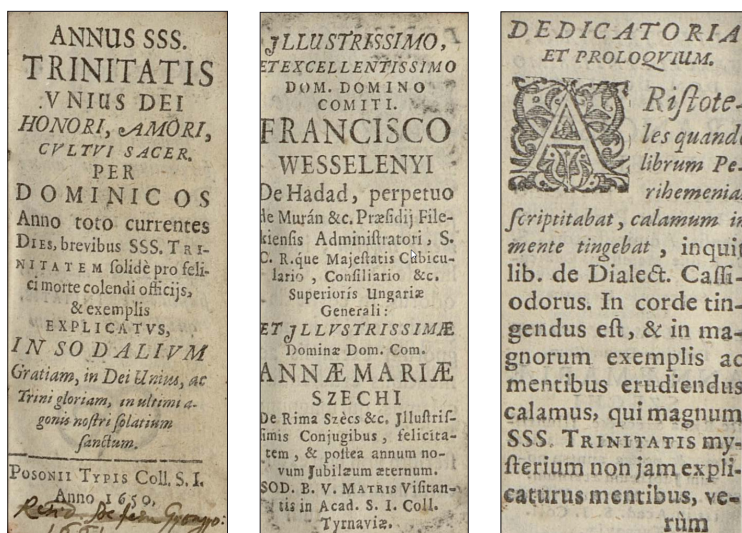 ANNUS SSS.
TRINITATIS
VNIUS DEI
HONORI, AMORI,
CVLTVI SACER.
PER
DOMINICOS
Anno toto currentes
DIES, brevibus SSS. TRI-
NITATEM ſolidè pro feli-
ci morte colendi officijs,
& exemplis
EXPLICATVS,
IN SODALIVM
Gratiam, in Dei Unius, ac
Trini gloriam, in ultimi a-
gonis noſtri ſolatium
ſanctum.
POSONII TYPIS Coll. S. I.
Anno 1650.
JLLUSTRISSIMO,
ET EXCELLENTISSIMO
DOM. DOMINO
COMITI.
FRANCISCO
WESSELENYI
De Hadad, perpetuo
de Murán &c. Præſidij File-
kienſis Adminiſtratori, S.
C. R. que Majeſtatis Cubicu-
lario, Conſiliario &c.
Superioris Ungariæ
Generali:
ET JLLVSTRISSIMÆ
Dominæ Dom. Com.
ANNÆ MARIÆ
SZECHI
De Rima Szècs &c. Jlluſtriſ-
ſimis Conjugibus, felicita-
tem, & poſtea annum no-
vum Jubilæum æternum.
SOD. B. V. MATRIS Viſitan-
tis in Acad. S. I. Coll.
Tyrnaviæ.
DEDICATORIA
ET PROLOQVIUM.
ARiſtote-
les quando
librum Pe-
rihemenias
ſcriptitabat, calamum in
mente tingebat, inquit
lib. de Dialect. Caſſi-
odorus. In corde tin-
gendus eſt, & in ma-
gnorum exemplis ac
mentibus erudiendus
calamus, qui magnum
SSS. TRINITATIS my-
ſterium non jam expli-
caturus mentibus, ve-
rùm